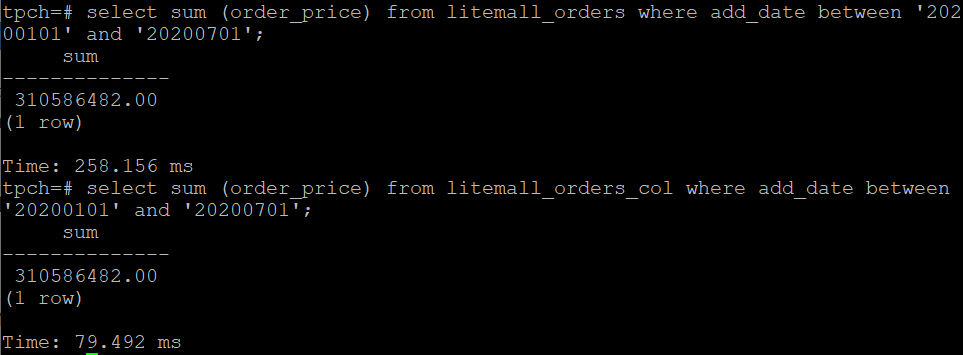 tpch=# select sum (order_price) from litemall_orders where add_date between '202
00101' and '20200701';
     sum
--------------
 310586482.00
(1 row)

Time: 258.156 ms
tpch=# select sum (order_price) from litemall_orders_col where add_date between
'20200101' and '20200701';
     sum
--------------
 310586482.00
(1 row)

Time: 79.492 ms